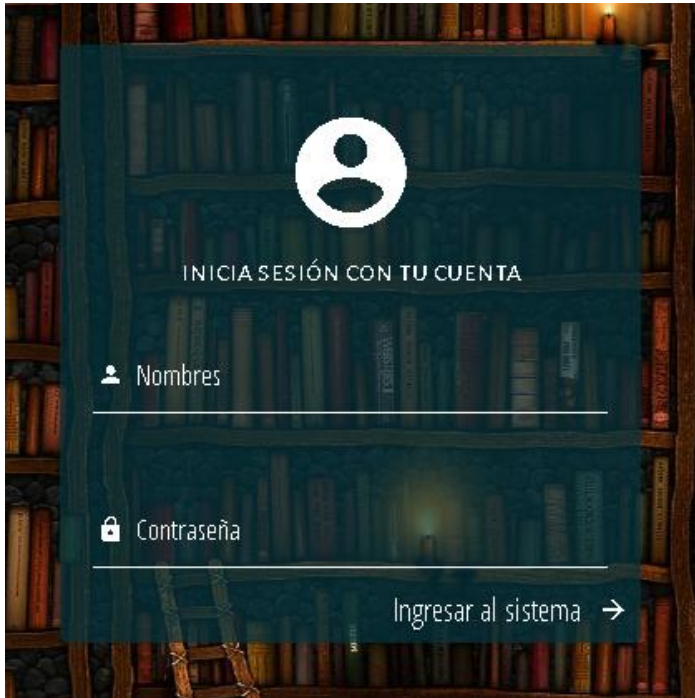 INICIA SESIÓN CON TU CUENTA
Nombres
Contraseña
Ingresar al sistema